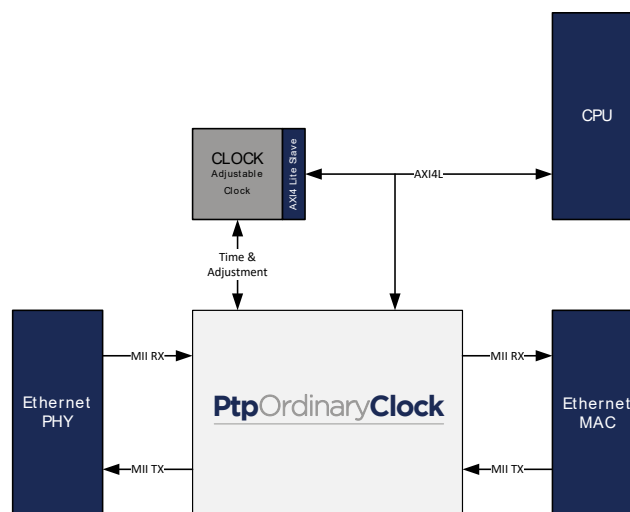 CPU
CLOCK
Adjustable
Clock
AXI4 Lite Save
AXI4L
Time &
Adjustment
MII RX
MII RX
Ethernet
PHY
PtpOrdinaryClock
Ethernet
MAC
MII TX
MII TX